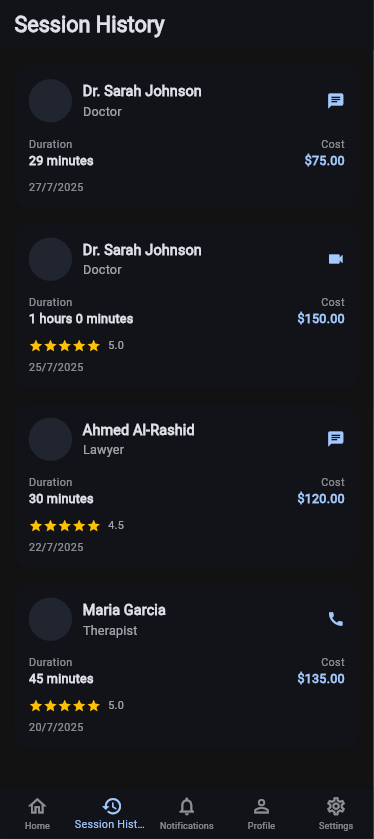 Session History
Dr. Sarah Johnson
Doctor
Duration
Cost
29 minutes
$75.00
27/7/2025
Dr. Sarah Johnson
Doctor
Duration
Cost
1 hours 0 minutes
$150.00
5.0
25/7/2025
Ahmed Al-Rashid
Lawyer
Duration
Cost
30 minutes
$120.00
4.5
22/7/2025
Maria Garcia
Therapist
Duration
Cost
45 minutes
$135.00
5.0
20/7/2025
Home
Session Hist...
Notifications
Profile
Settings